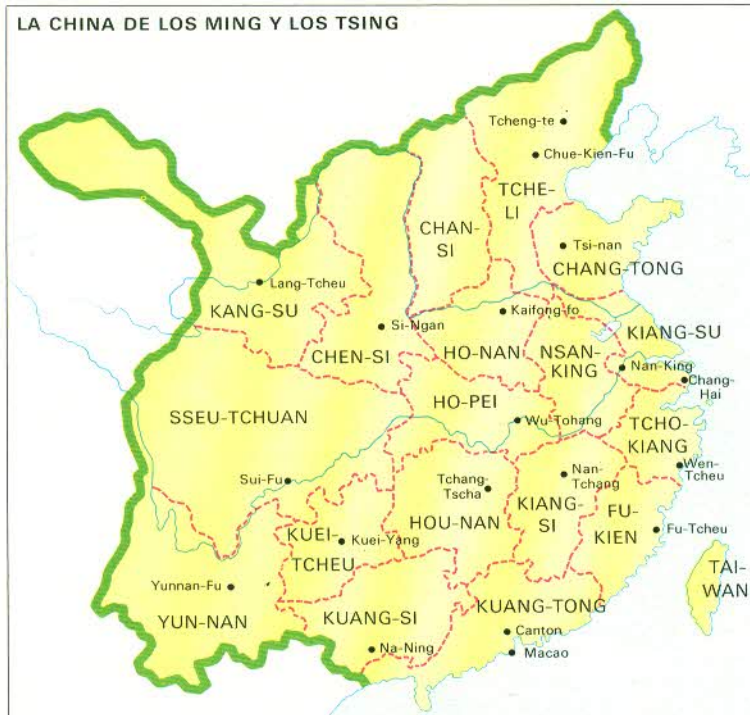 LA CHINA DE LOS MING Y LOS TSING
Tcheng-te
Chue-Kien-Fu
TCHE-
LI
CHAN-
SI
Tsi-nan
CHANG-TONG
Lang-Tcheu
KANG-SU
Si-Ngan
CHEN-SI
Kaifong-fo
HO-NAN
NSAN-
KING
KIANG-SU
Nan-King
Chang-
Hai
HO-PEI
SSEU-TCHUAN
Wu-Tohang
TCHO-
KIANG
Wen-
Tcheu
Sui-Fu
Tchang-
Tscha
HOU-NAN
Nan-
Tchang
KIANG-
SI
FU-
KIEN
Fu-Tcheu
KUEI-
TCHEU
Kuei-Yang
TAI-
WAN
Yunnan-Fu
YUN-NAN
KUANG-SI
KUANG-TONG
Na-Ning
Canton
Macao